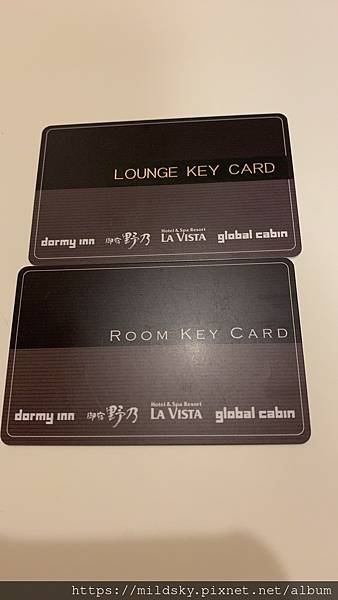 LOUNGE KEY CARD
dormy inn 御宿 野乃 Hotel & Spa Resort LA VISTA global cabin
ROOM KEY CARD
dormy inn 御宿 野乃 Hotel & Spa Resort LA VISTA global cabin
https://mildsky.pixnet.net/album